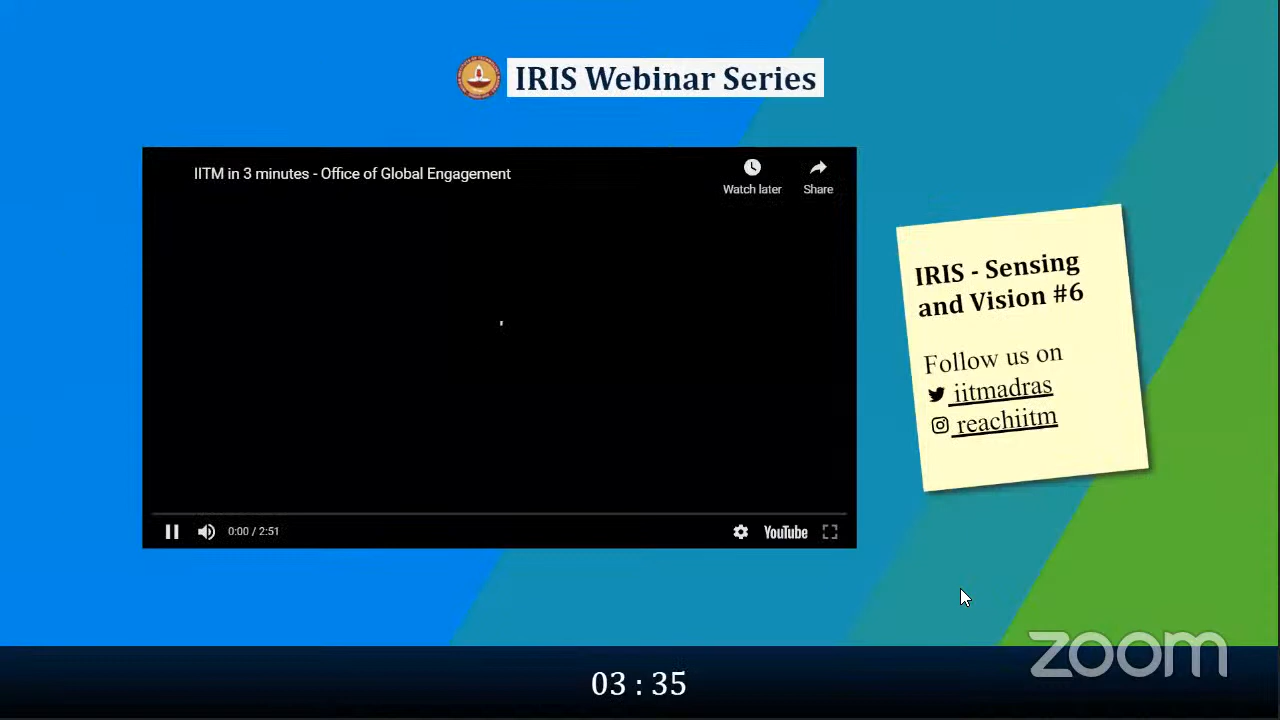 IRIS Webinar Series
IITM in 3 minutes - Office of Global Engagement
Watch later
Share
IRIS - Sensing
and Vision #6
Follow us on
iitmadras
reachiitm
0:00 / 2:51
YouTube
zoom
03 : 35